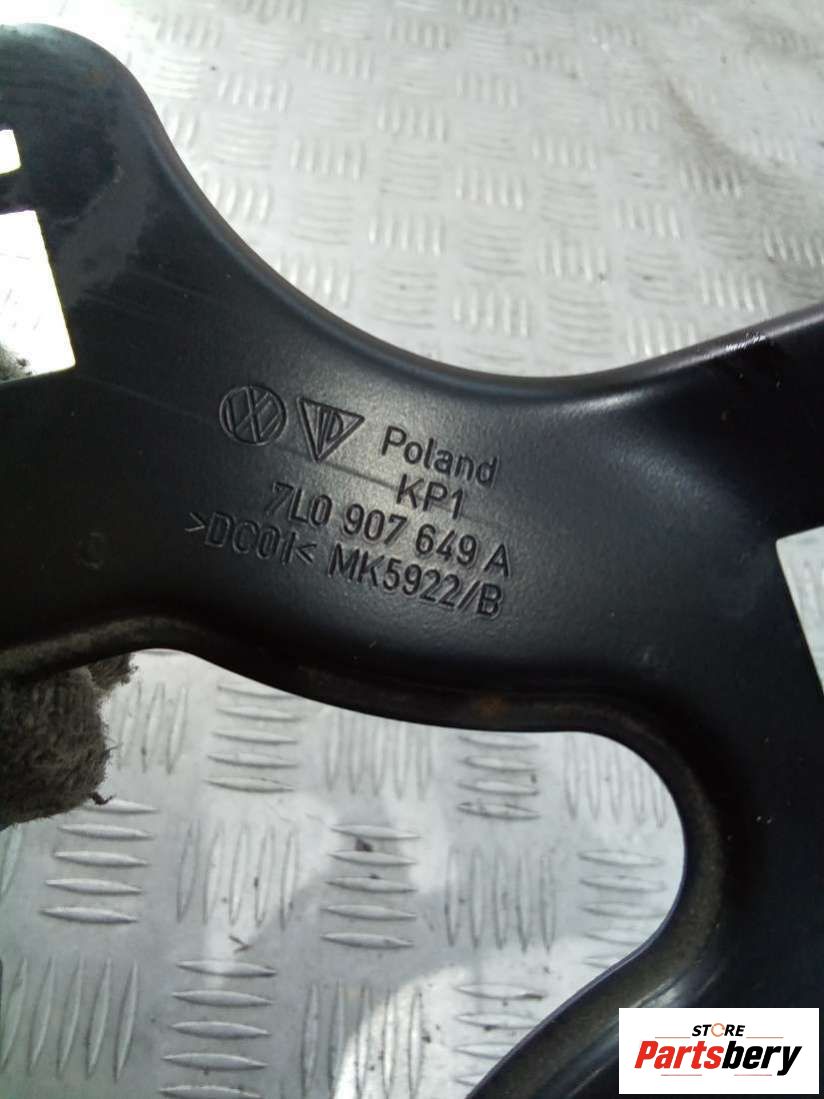 Poland
KP1
7L0 907 649 A
>DC01< MK5922/B
STORE
Partsbery